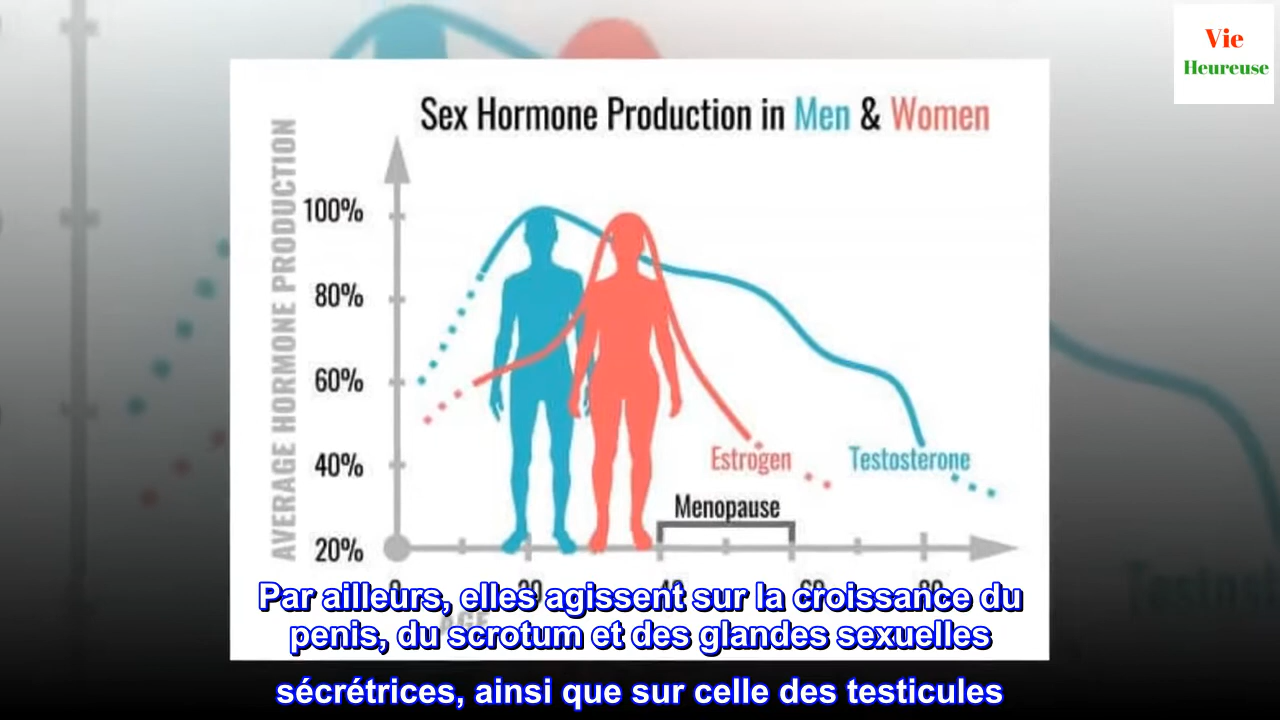 Vie
Heureuse
Sex Hormone Production in Men & Women
AVERAGE HORMONE PRODUCTION
100%
80%
60%
40%
20%
Estrogen
Testosterone
Menopause
Par ailleurs, elles agissent sur la croissance du
penis, du scrotum et des glandes sexuelles
sécrétrices, ainsi que sur celle des testicules